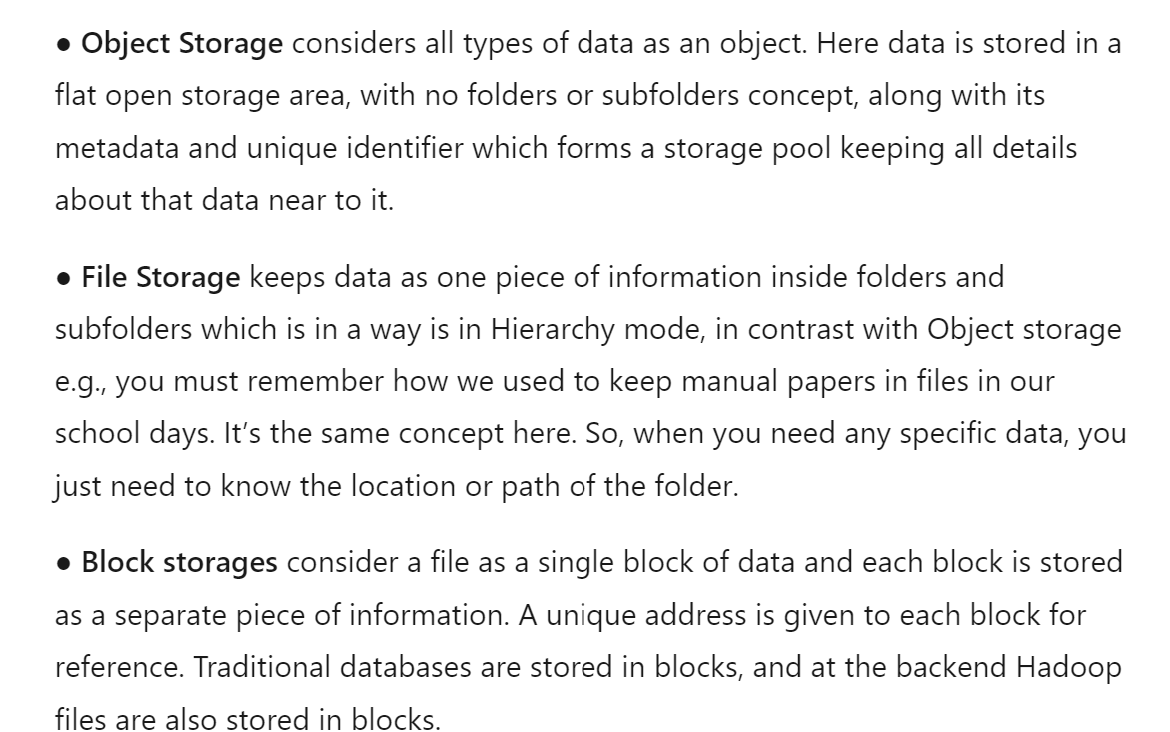 ● Object Storage considers all types of data as an object. Here data is stored in a
flat open storage area, with no folders or subfolders concept, along with its
metadata and unique identifier which forms a storage pool keeping all details
about that data near to it.
● File Storage keeps data as one piece of information inside folders and
subfolders which is in a way is in Hierarchy mode, in contrast with Object storage
e.g., you must remember how we used to keep manual papers in files in our
school days. It’s the same concept here. So, when you need any specific data, you
just need to know the location or path of the folder.
● Block storages consider a file as a single block of data and each block is stored
as a separate piece of information. A unique address is given to each block for
reference. Traditional databases are stored in blocks, and at the backend Hadoop
files are also stored in blocks.